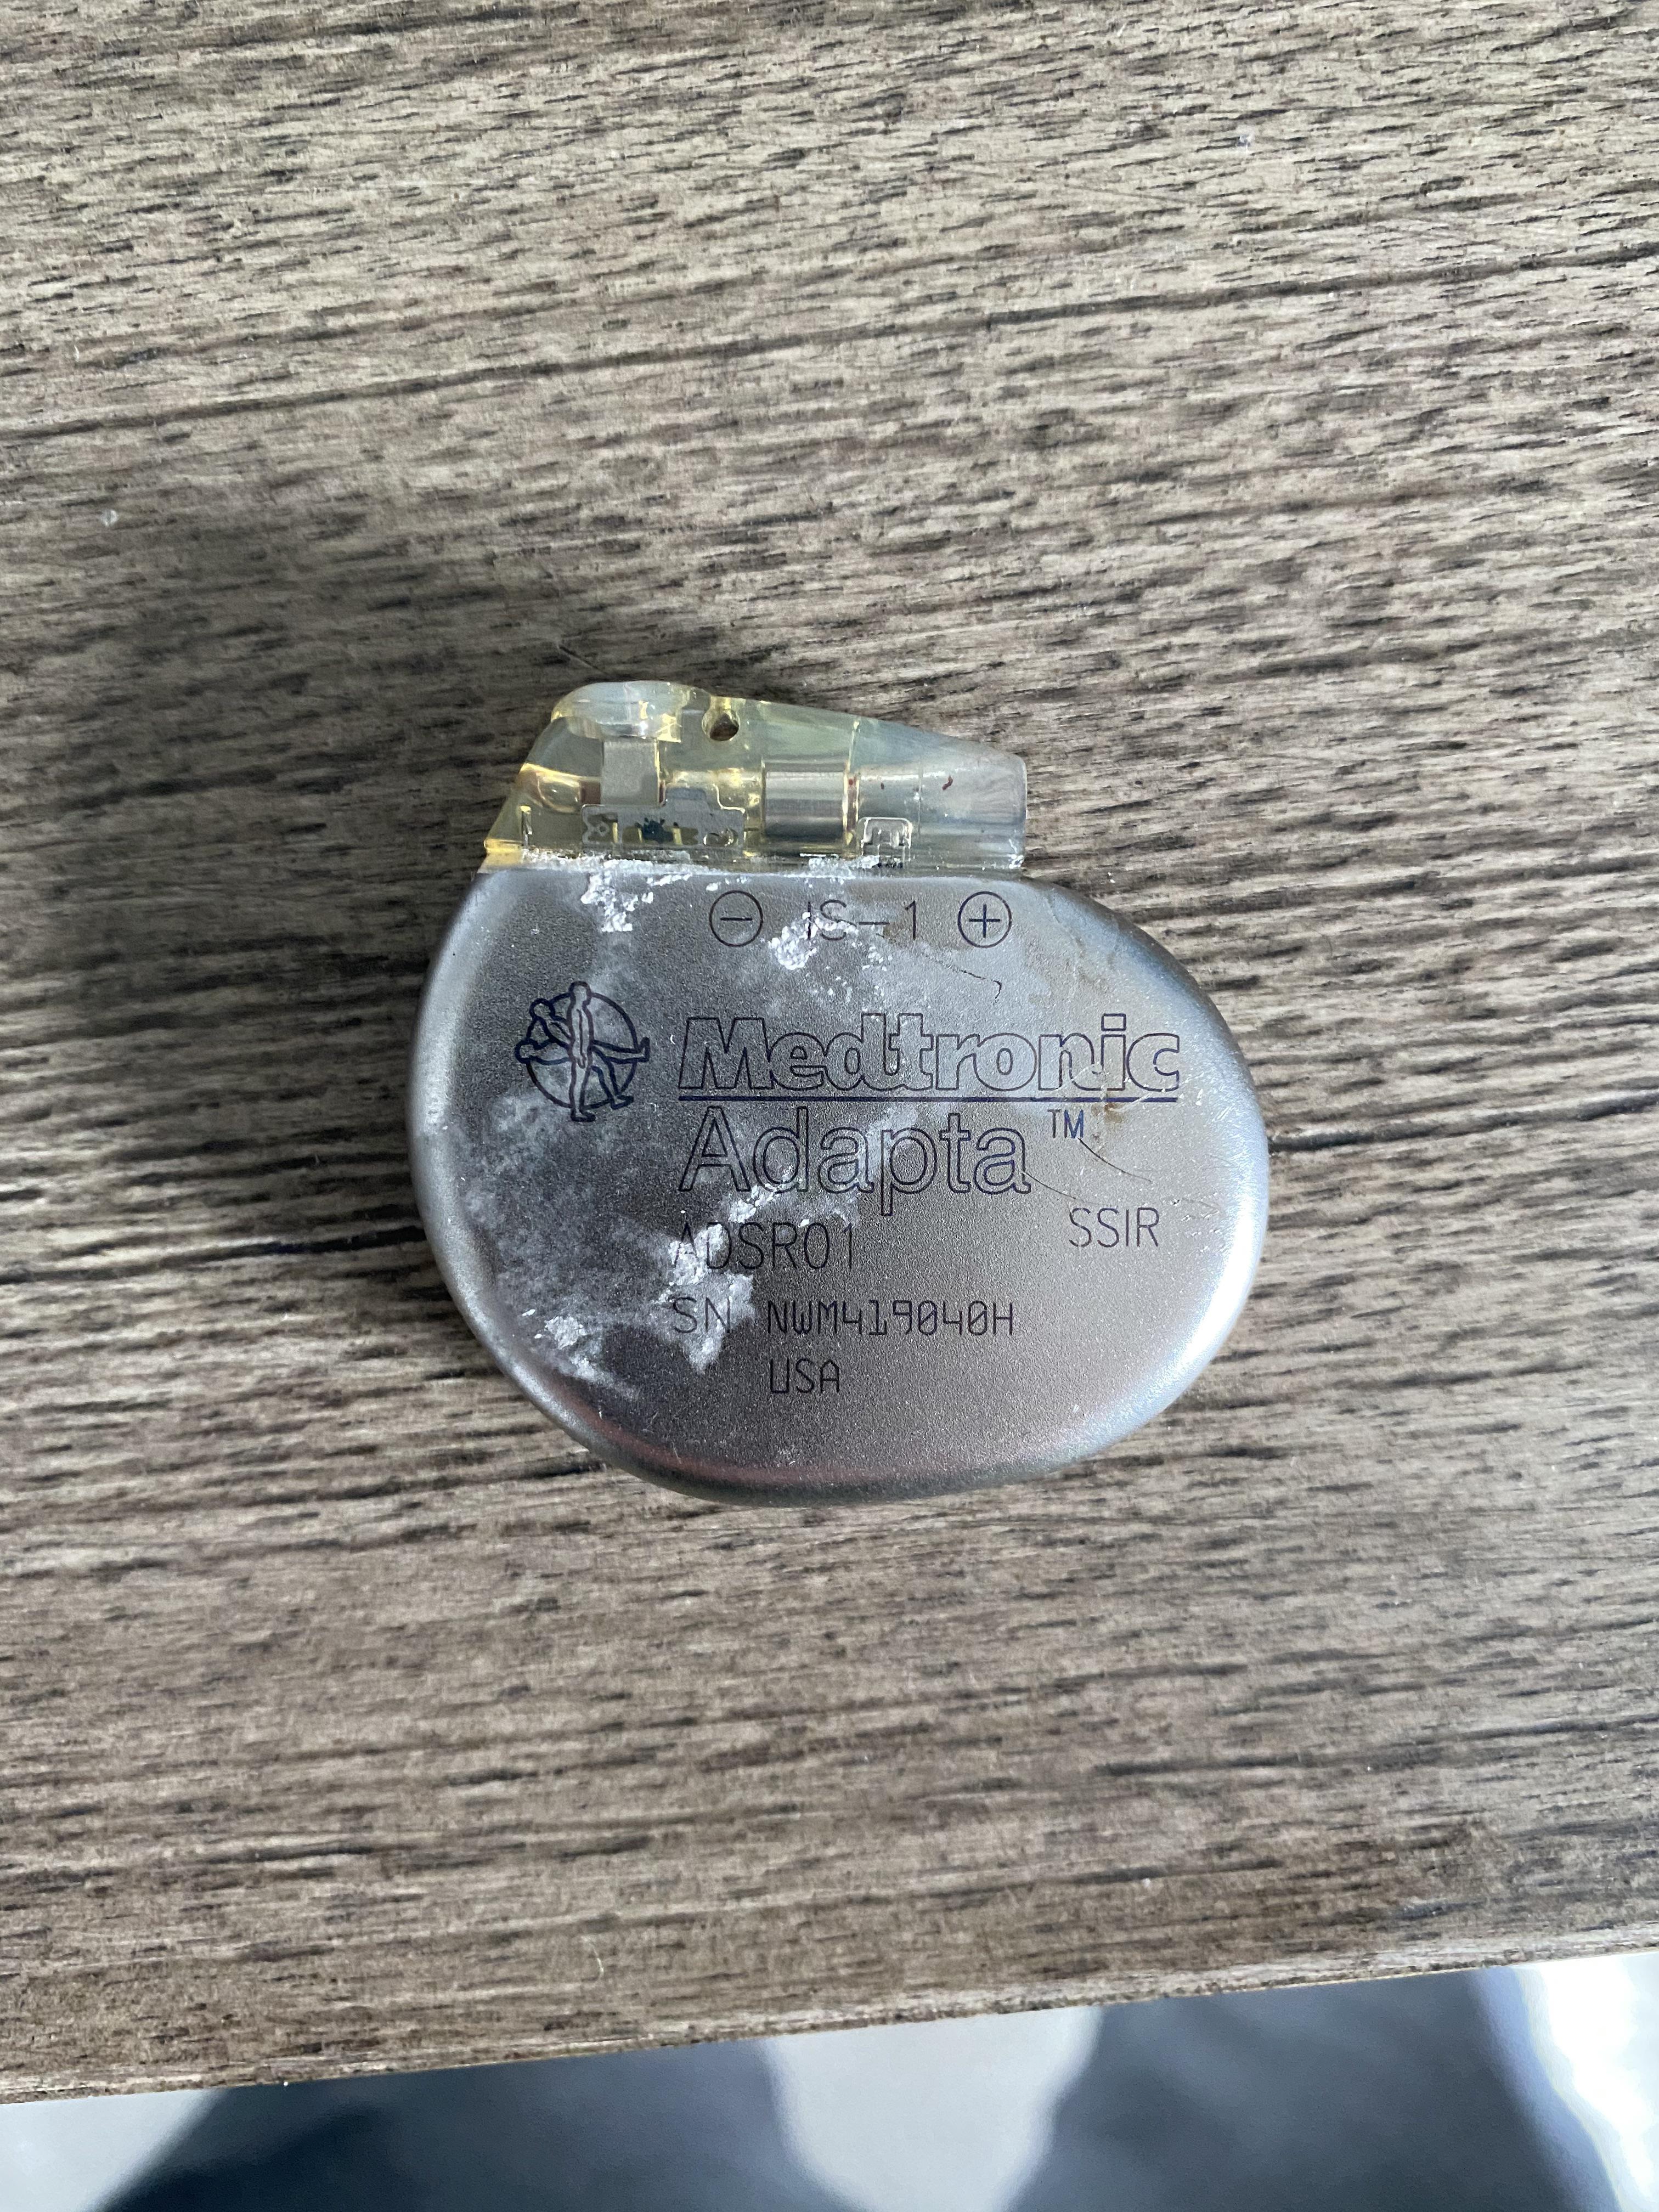 ⊖ IS-1 ⊕
Medtronic
Adapta™
ADSR01 SSIR
SN NWM419040H
USA